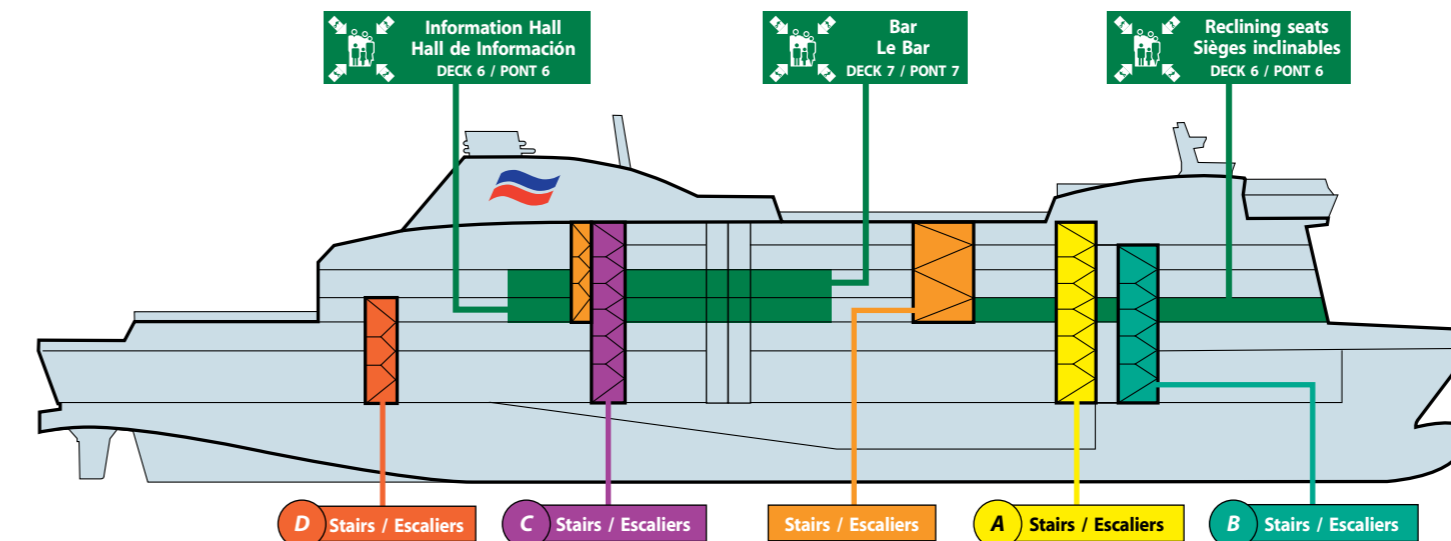 Information Hall
Hall de Información
DECK 6 / PONT 6
Bar
Le Bar
DECK 7 / PONT 7
Reclining seats
Sièges inclinables
DECK 6 / PONT 6
D Stairs / Escaliers
C Stairs / Escaliers
Stairs / Escaliers
A Stairs / Escaliers
B Stairs / Escaliers